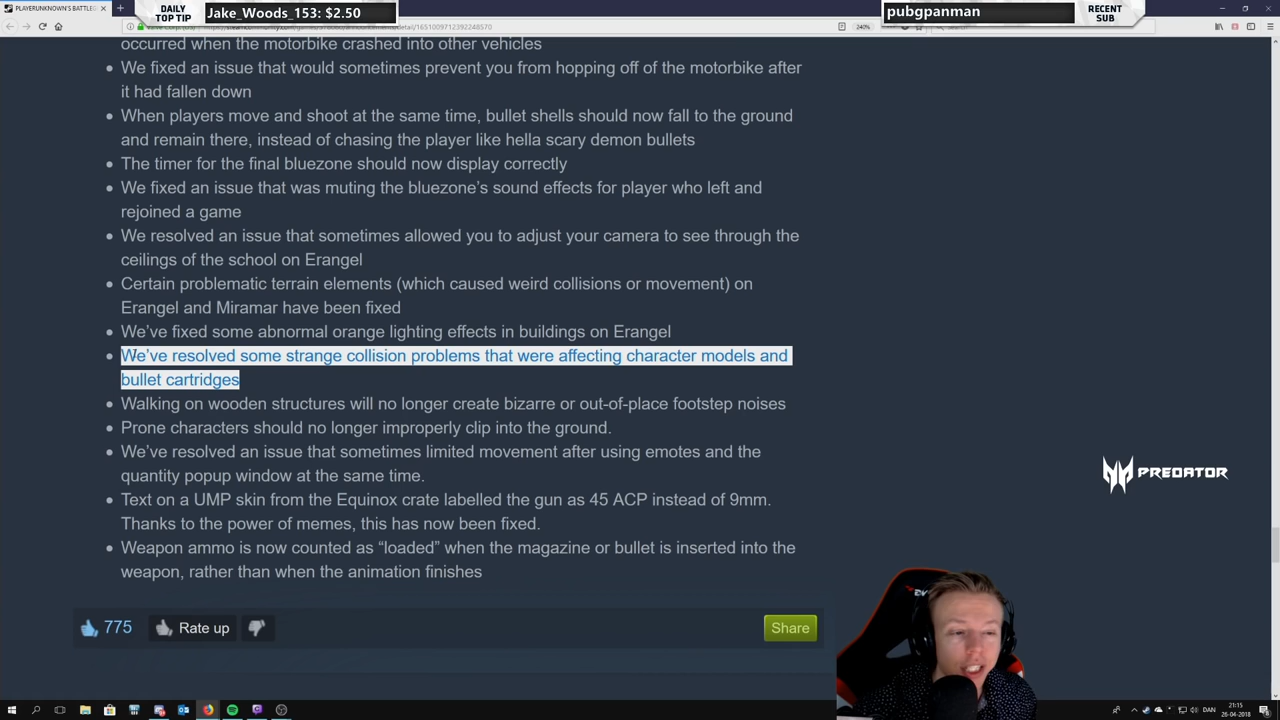 PLAYERUNKNOWN'S BATTLEG
DAILY TOP TIP
Jake_Woods_153: $2.50
pubgpanman
RECENT SUB
240%
occurred when the motorbike crashed into other vehicles
We fixed an issue that would sometimes prevent you from hopping off of the motorbike after
it had fallen down
When players move and shoot at the same time, bullet shells should now fall to the ground
and remain there, instead of chasing the player like hella scary demon bullets
The timer for the final bluezone should now display correctly
We fixed an issue that was muting the bluezone's sound effects for player who left and
rejoined a game
We resolved an issue that sometimes allowed you to adjust your camera to see through the
ceilings of the school on Erangel
Certain problematic terrain elements (which caused weird collisions or movement) on
Erangel and Miramar have been fixed
We've fixed some abnormal orange lighting effects in buildings on Erangel
We've resolved some strange collision problems that were affecting character models and
bullet cartridges
Walking on wooden structures will no longer create bizarre or out-of-place footstep noises
Prone characters should no longer improperly clip into the ground.
We've resolved an issue that sometimes limited movement after using emotes and the
quantity popup window at the same time.
Text on a UMP skin from the Equinox crate labelled the gun as 45 ACP instead of 9mm.
Thanks to the power of memes, this has now been fixed.
Weapon ammo is now counted as “loaded” when the magazine or bullet is inserted into the
weapon, rather than when the animation finishes
PREDATOR
775
Rate up
Share
DAN
21:15
26-04-2018